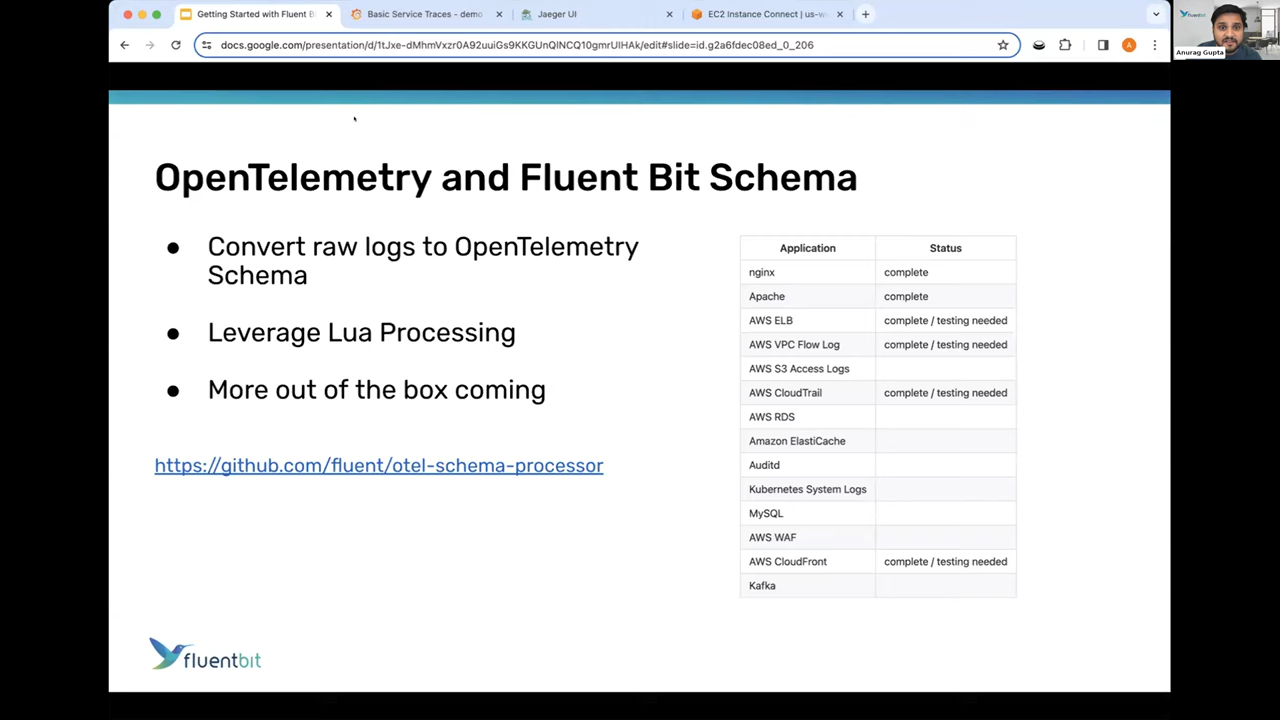 Getting Started with Fluent B
Basic Service Traces - demo
Jaeger UI
EC2 Instance Connect | us-w
docs.google.com/presentation/d/1tJxe-dMhmVxzr0A92uuiGs9KKGUnQlNCQ10gmrUlHAk/edit#slide=id.g2a6fdec08ed_0_206
A
fluentbit
Anurag Gupta
OpenTelemetry and Fluent Bit Schema
● Convert raw logs to OpenTelemetry
Schema
● Leverage Lua Processing
● More out of the box coming
https://github.com/fluent/otel-schema-processor
Application Status
nginx complete
Apache complete
AWS ELB complete / testing needed
AWS VPC Flow Log complete / testing needed
AWS S3 Access Logs
AWS CloudTrail complete / testing needed
AWS RDS
Amazon ElastiCache
Auditd
Kubernetes System Logs
MySQL
AWS WAF
AWS CloudFront complete / testing needed
Kafka
fluentbit